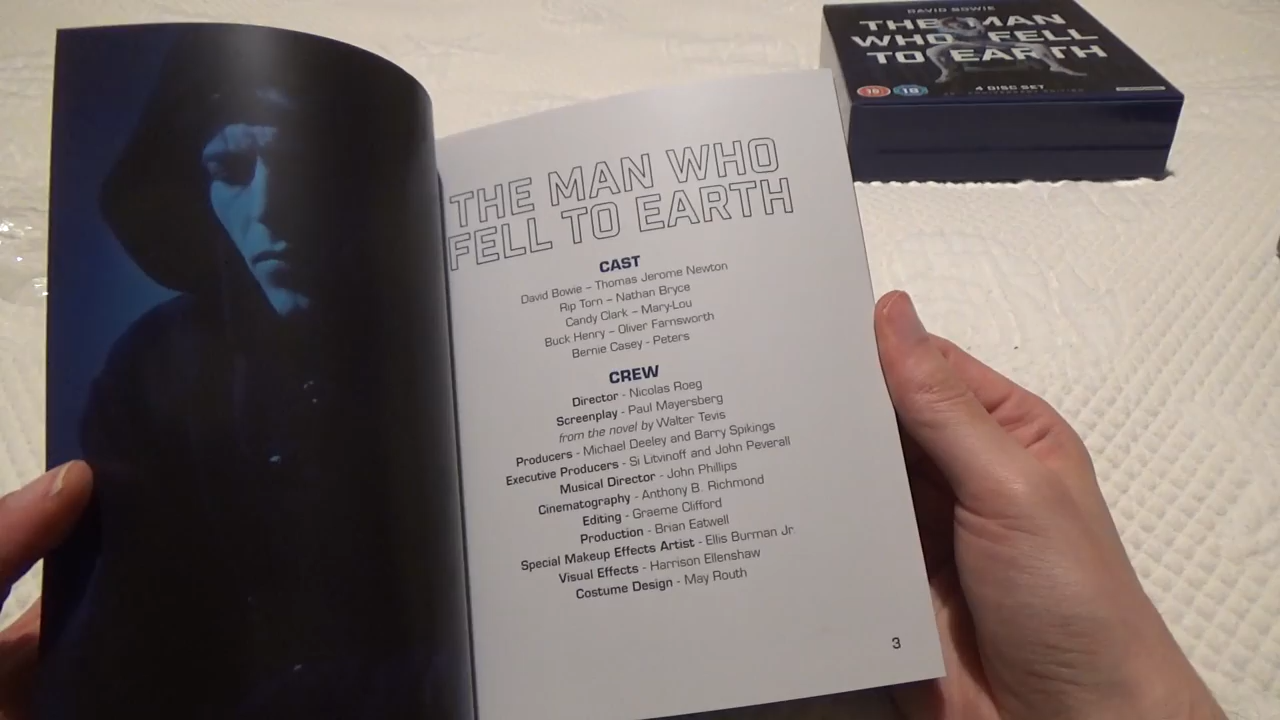 DAVID BOWIE
THE MAN
WHO FELL
TO EARTH
4 DISC SET
15
18
THE MAN WHO
FELL TO EARTH
CAST
David Bowie – Thomas Jerome Newton
Rip Torn – Nathan Bryce
Candy Clark – Mary-Lou
Buck Henry – Oliver Farnsworth
Bernie Casey - Peters
CREW
Director - Nicolas Roeg
Screenplay - Paul Mayersberg
from the novel by Walter Tevis
Producers - Michael Deeley and Barry Spikings
Executive Producers - Si Litvinoff and John Peverall
Musical Director - John Phillips
Cinematography - Anthony B. Richmond
Editing - Graeme Clifford
Production - Brian Eatwell
Special Makeup Effects Artist - Ellis Burman Jr.
Visual Effects - Harrison Ellenshaw
Costume Design - May Routh
3